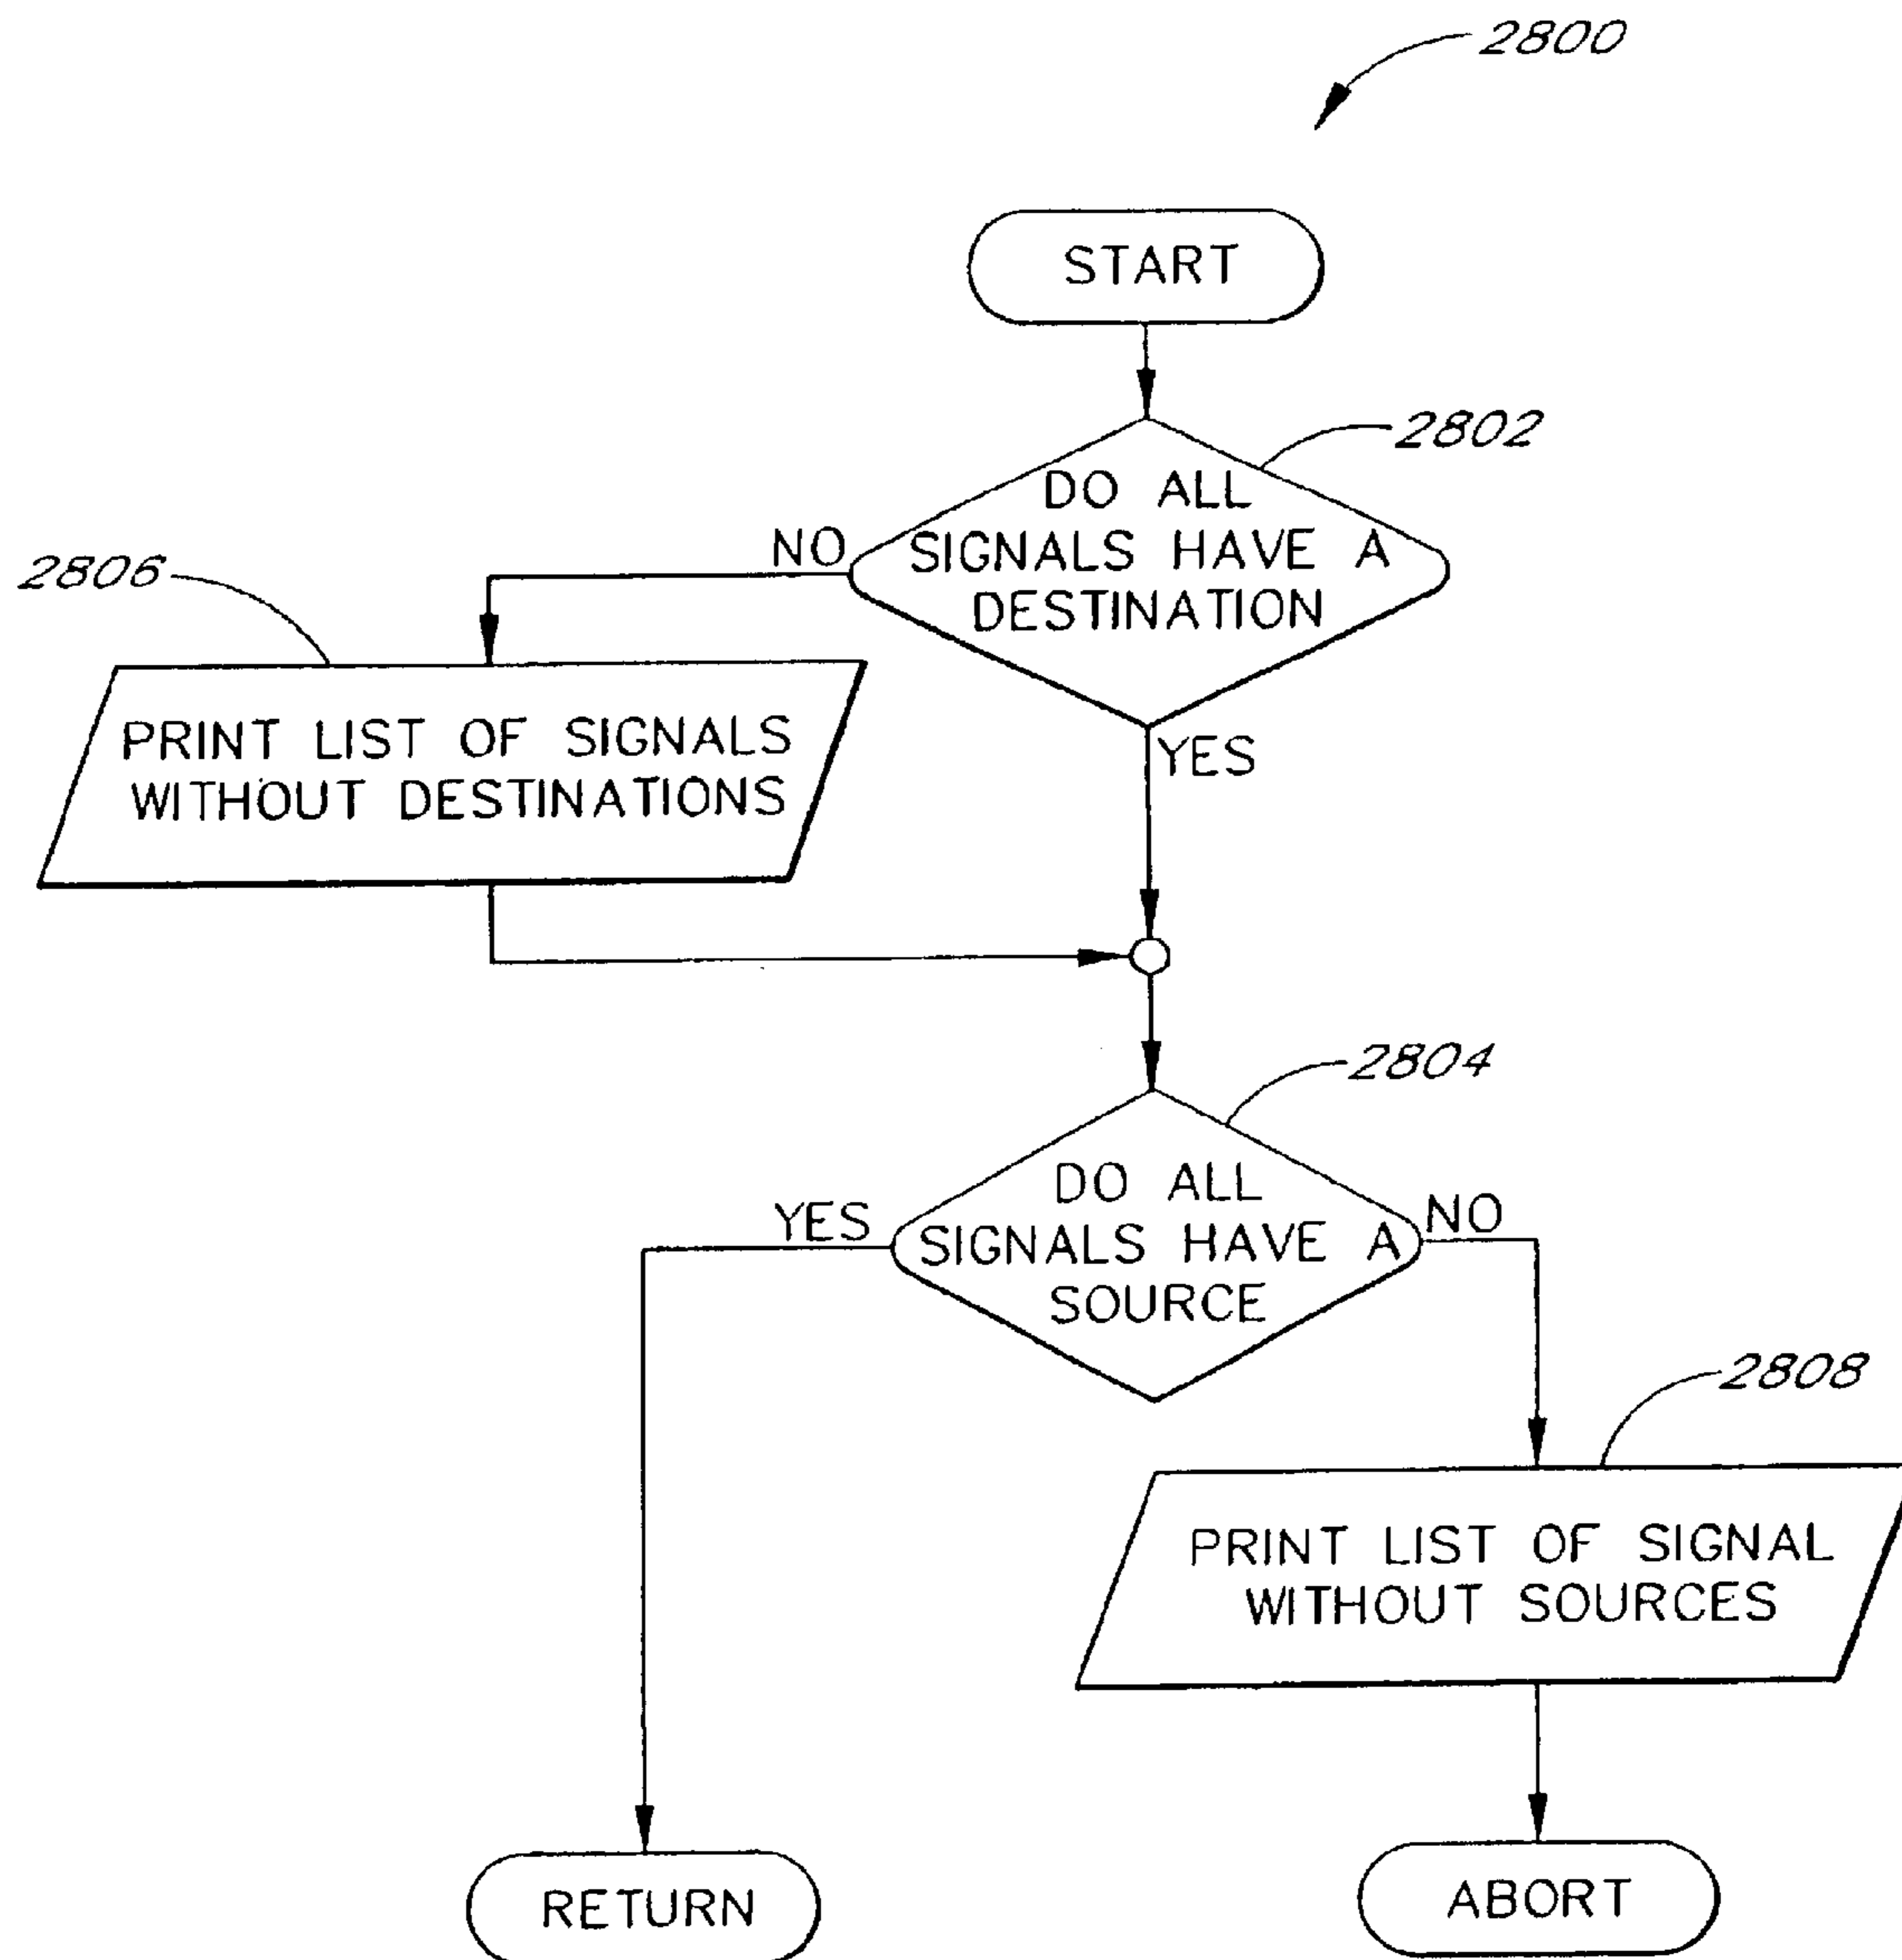 2800
START
2802
DO ALL
SIGNALS HAVE A
DESTINATION
NO
2806
YES
PRINT LIST OF SIGNALS
WITHOUT DESTINATIONS
2804
DO ALL
SIGNALS HAVE A
SOURCE
YES
NO
2808
PRINT LIST OF SIGNAL
WITHOUT SOURCES
RETURN
ABORT